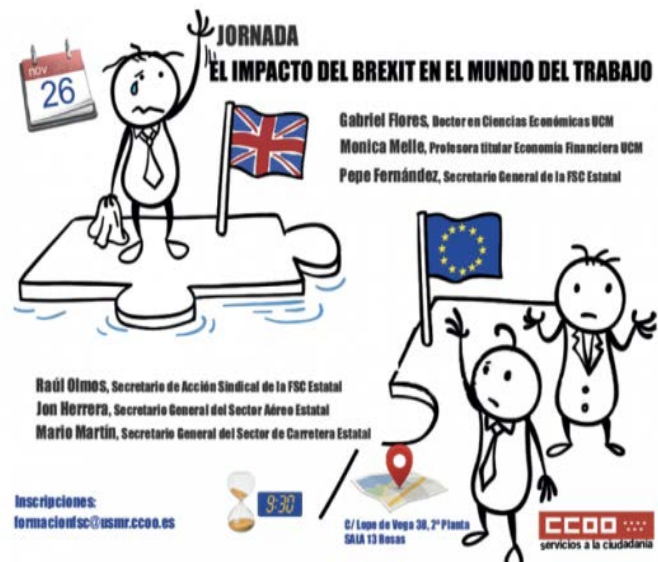 nov
26
JORNADA
EL IMPACTO DEL BREXIT EN EL MUNDO DEL TRABAJO
Gabriel Flores, Doctor en Ciencias Económicas UCM
Monica Melle, Profesora titular Economía Financiera UCM
Pepe Fernández, Secretario General de la FSC Estatal
Raúl Olmos, Secretario de Acción Sindical de la FSC Estatal
Jon Herrera, Secretario General del Sector Aéreo Estatal
Mario Martín, Secretario General del Sector de Carretera Estatal
Inscripciones:
formacionfsc@usmr.ccoo.es
9:30
C/ Lope de Vega 38, 2ª Planta
SALA 13 Rosas
CCOO
servicios a la ciudadanía